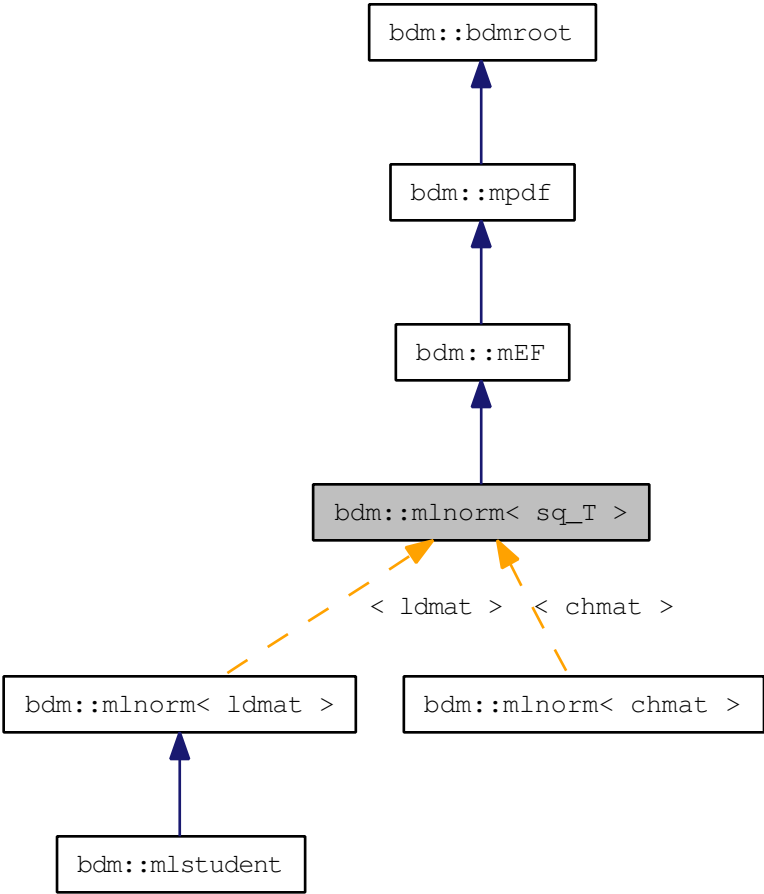 bdm::bdmroot
bdm::mpdf
bdm::mEF
bdm::mlnorm< sq_T >
< ldmat >
< chmat >
bdm::mlnorm< ldmat >
bdm::mlnorm< chmat >
bdm::mlstudent